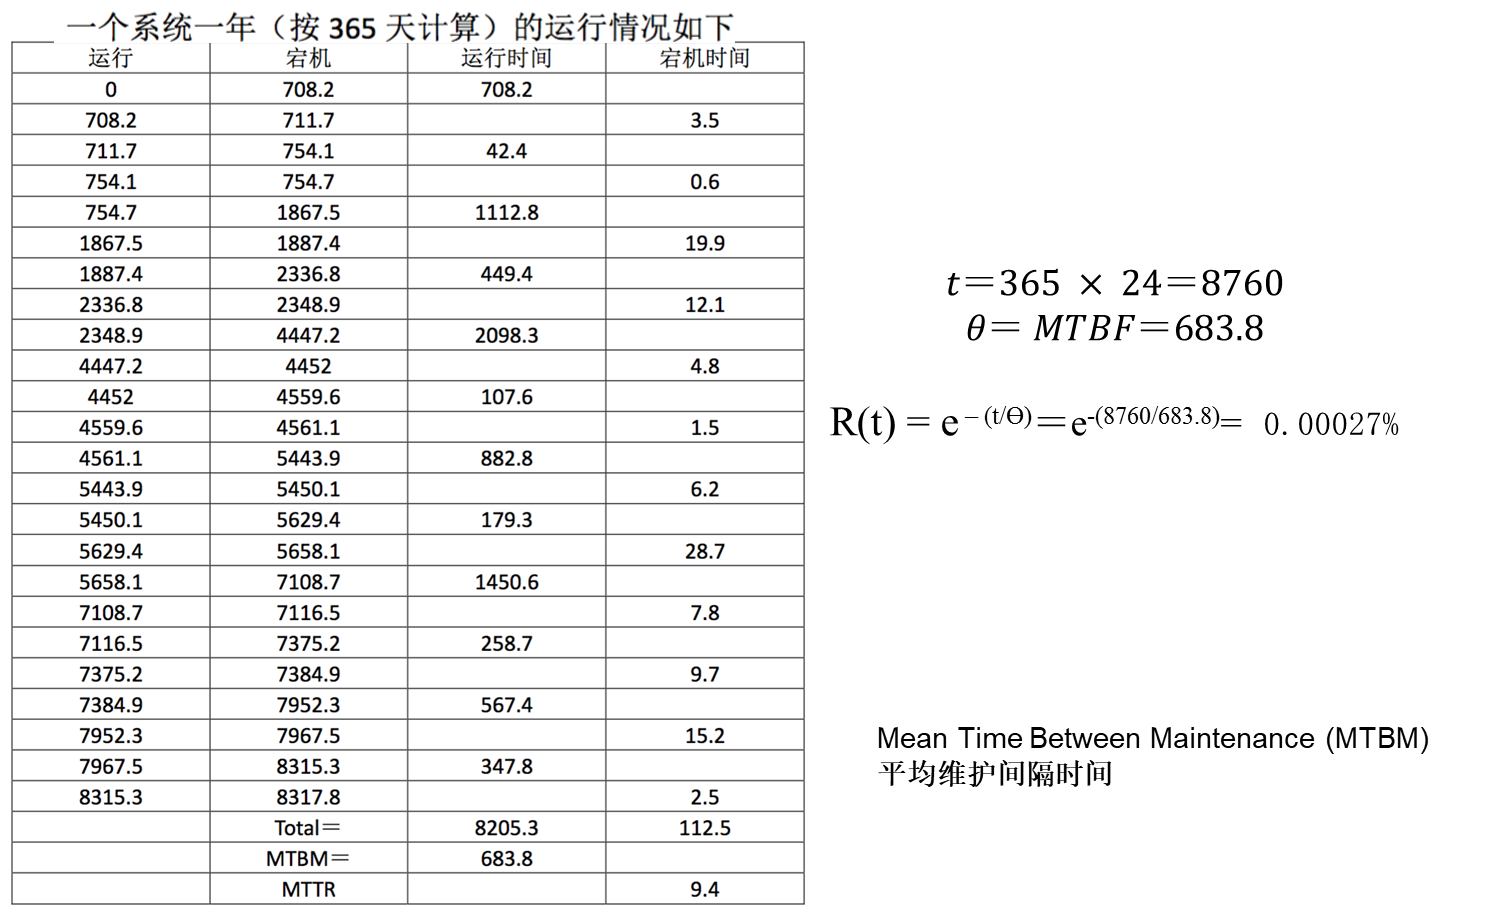 一个系统一年（按 365 天计算）的运行情况如下
运行 宕机 运行时间 宕机时间
0 708.2 708.2
708.2 711.7 3.5
711.7 754.1 42.4
754.1 754.7 0.6
754.7 1867.5 1112.8
1867.5 1887.4 19.9
1887.4 2336.8 449.4
2336.8 2348.9 12.1
2348.9 4447.2 2098.3
4447.2 4452 4.8
4452 4559.6 107.6
4559.6 4561.1 1.5
4561.1 5443.9 882.8
5443.9 5450.1 6.2
5450.1 5629.4 179.3
5629.4 5658.1 28.7
5658.1 7108.7 1450.6
7108.7 7116.5 7.8
7116.5 7375.2 258.7
7375.2 7384.9 9.7
7384.9 7952.3 567.4
7952.3 7967.5 15.2
7967.5 8315.3 347.8
8315.3 8317.8 2.5
Total＝ 8205.3 112.5
MTBM＝ 683.8
MTTR 9.4
t＝365 × 24＝8760
θ＝ MTBF＝683.8
R(t) = e – (t/Ө)＝e-(8760/683.8)＝ 0.00027%
Mean Time Between Maintenance (MTBM)
平均维护间隔时间